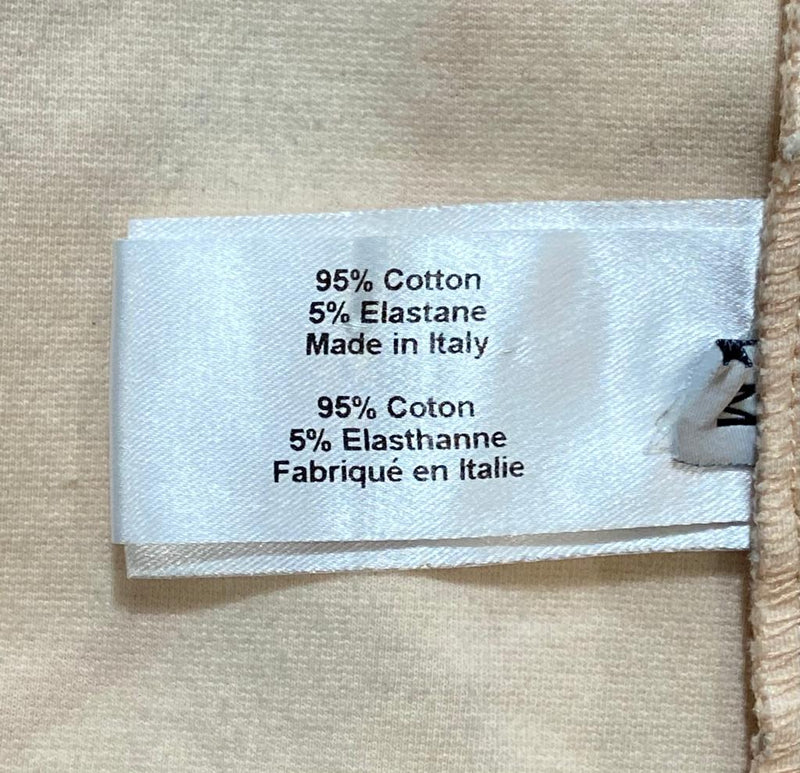 95% Cotton
5% Elastane
Made in Italy
95% Coton
5% Elasthanne
Fabriqué en Italie
M